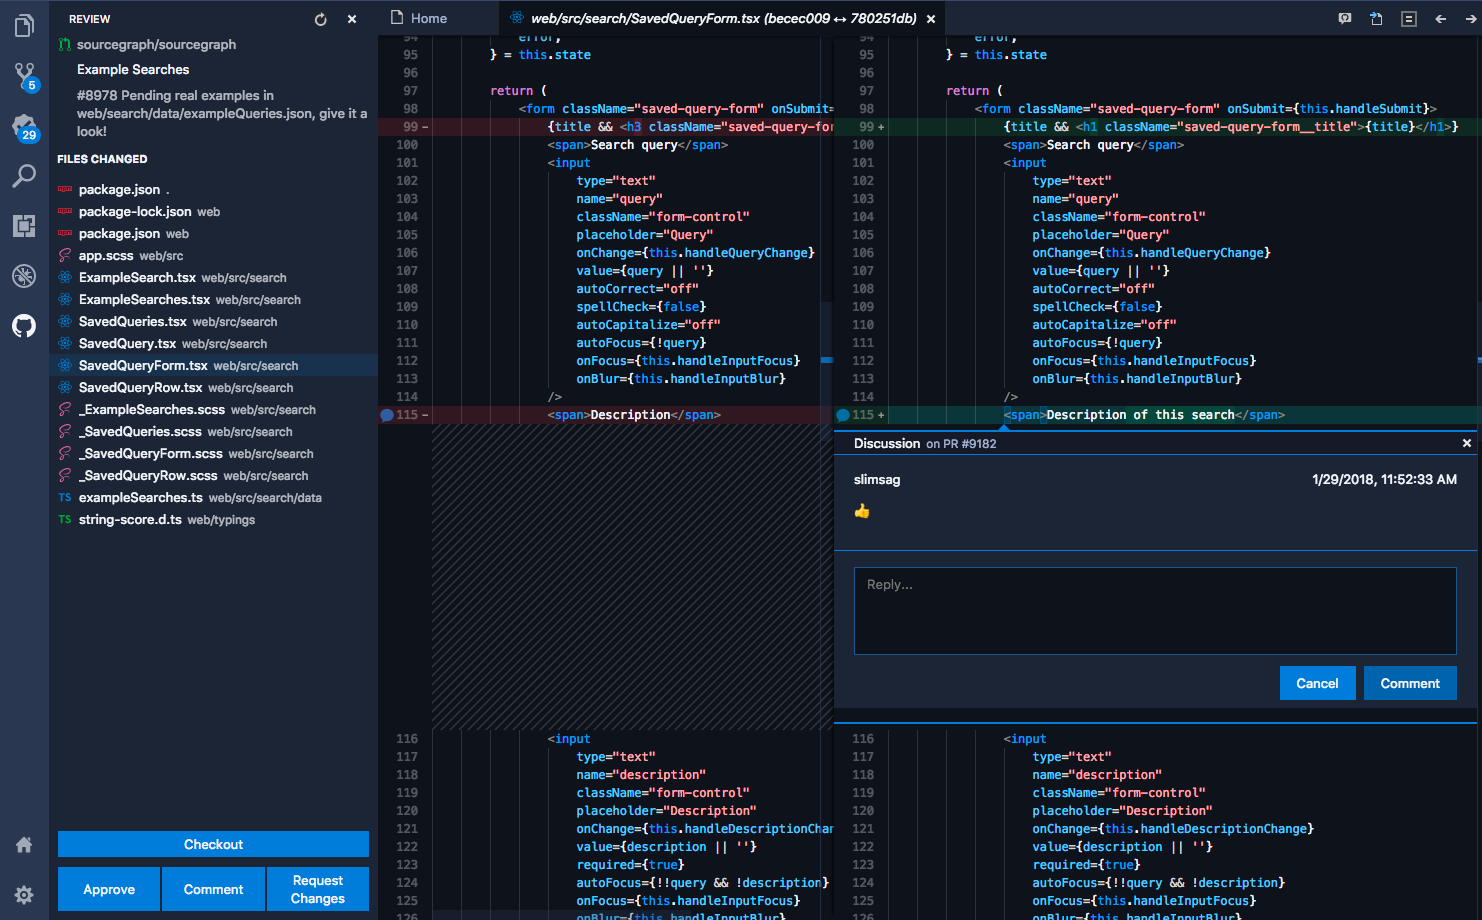 REVIEW
sourcegraph/sourcegraph
Example Searches
#8978 Pending real examples in
web/search/data/exampleQueries.json, give it a
look!
5
29
FILES CHANGED
package.json .
package-lock.json web
package.json web
app.scss web/src
ExampleSearch.tsx web/src/search
ExampleSearches.tsx web/src/search
SavedQueries.tsx web/src/search
SavedQuery.tsx web/src/search
SavedQueryForm.tsx web/src/search
SavedQueryRow.tsx web/src/search
_ExampleSearches.scss web/src/search
_SavedQueries.scss web/src/search
_SavedQueryForm.scss web/src/search
_SavedQueryRow.scss web/src/search
TS exampleSearches.ts web/src/search/data
TS string-score.d.ts web/typings
Checkout
Approve
Comment
Request
Changes
Home
web/src/search/SavedQueryForm.tsx (becec009 ↔ 780251db)
94 error,
95 } = this.state
96
97 return (
98 <form className="saved-query-form" onSubmit=
99 - {title && <h3 className="saved-query-for
100 <span>Search query</span>
101 <input
102 type="text"
103 name="query"
104 className="form-control"
105 placeholder="Query"
106 onChange={this.handleQueryChange}
107 value={query || ''}
108 autoCorrect="off"
109 spellCheck={false}
110 autoCapitalize="off"
111 autoFocus={!query}
112 onFocus={this.handleInputFocus}
113 onBlur={this.handleInputBlur}
114 />
115 - <span>Description</span>
116 <input
117 type="text"
118 name="description"
119 className="form-control"
120 placeholder="Description"
121 onChange={this.handleDescriptionChan
122 value={description || ''}
123 required={true}
124 autoFocus={!!query && !description}
125 onFocus={this.handleInputFocus}
126 onBlur={this.handleInputBlur}
94 error,
95 } = this.state
96
97 return (
98 <form className="saved-query-form" onSubmit={this.handleSubmit}>
99 + {title && <h1 className="saved-query-form__title">{title}</h1>}
100 <span>Search query</span>
101 <input
102 type="text"
103 name="query"
104 className="form-control"
105 placeholder="Query"
106 onChange={this.handleQueryChange}
107 value={query || ''}
108 autoCorrect="off"
109 spellCheck={false}
110 autoCapitalize="off"
111 autoFocus={!query}
112 onFocus={this.handleInputFocus}
113 onBlur={this.handleInputBlur}
114 />
115 + <span>Description of this search</span>
Discussion on PR #9182
slimsag 1/29/2018, 11:52:33 AM
👍
Reply...
Cancel
Comment
116 <input
117 type="text"
118 name="description"
119 className="form-control"
120 placeholder="Description"
121 onChange={this.handleDescriptionChange}
122 value={description || ''}
123 required={true}
124 autoFocus={!!query && !description}
125 onFocus={this.handleInputFocus}
126 onBlur={this.handleInputBlur}